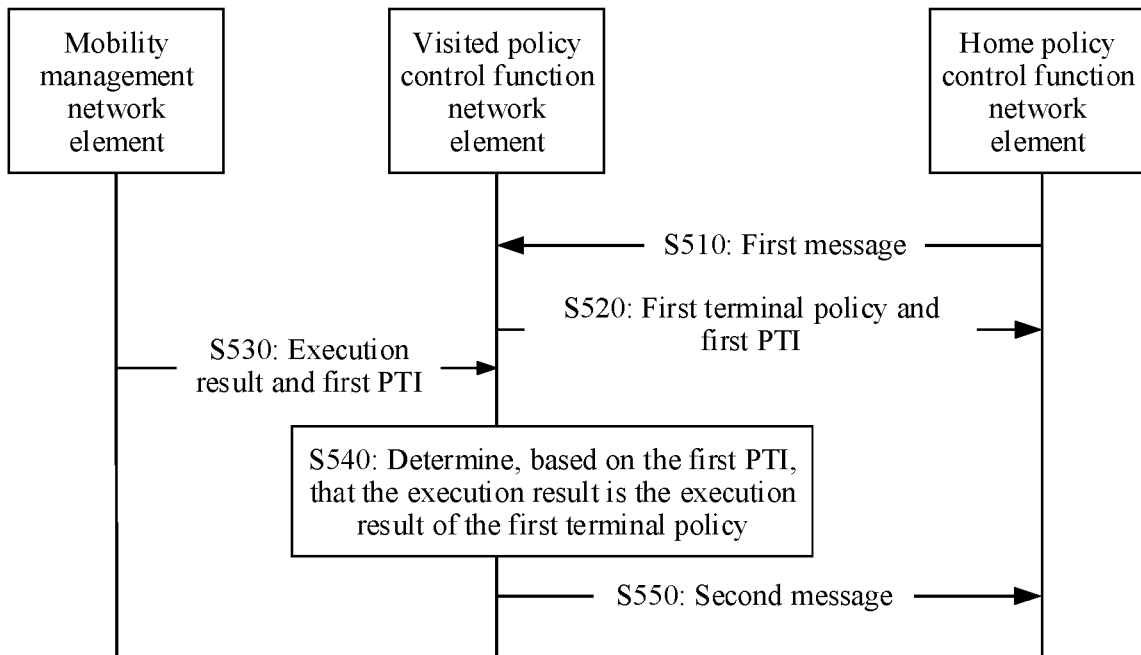 Mobility
management
network
element
Visited policy
control function
network
element
Home policy
control function
network
element
S510: First message
S520: First terminal policy and
first PTI
S530: Execution
result and first PTI
S540: Determine, based on the first PTI,
that the execution result is the execution
result of the first terminal policy
S550: Second message